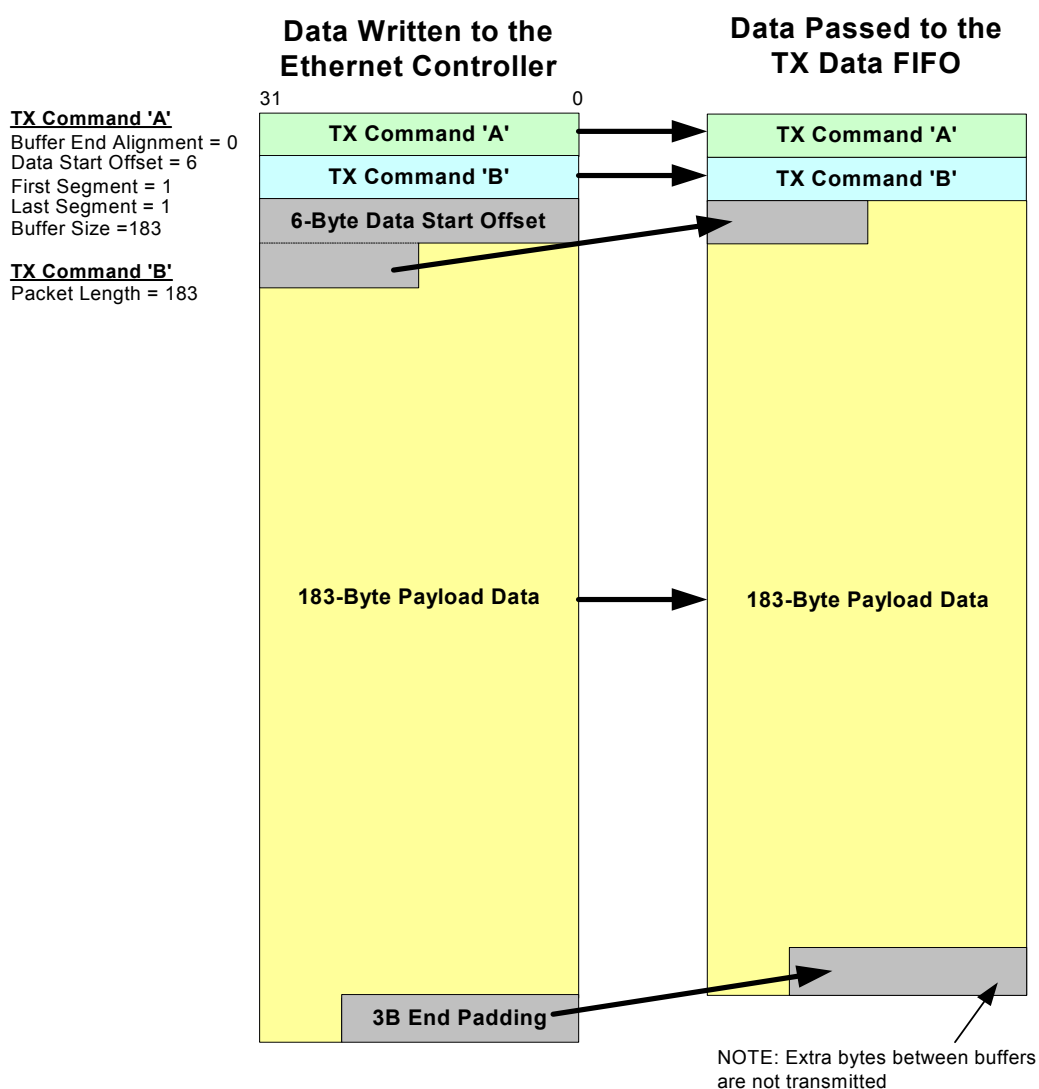 Data Written to the
Ethernet Controller
Data Passed to the
TX Data FIFO
31
0
TX Command 'A'
Buffer End Alignment = 0
Data Start Offset = 6
First Segment = 1
Last Segment = 1
Buffer Size =183
TX Command 'B'
Packet Length = 183
TX Command 'A'
TX Command 'B'
6-Byte Data Start Offset
183-Byte Payload Data
3B End Padding
TX Command 'A'
TX Command 'B'
183-Byte Payload Data
NOTE: Extra bytes between buffers
are not transmitted